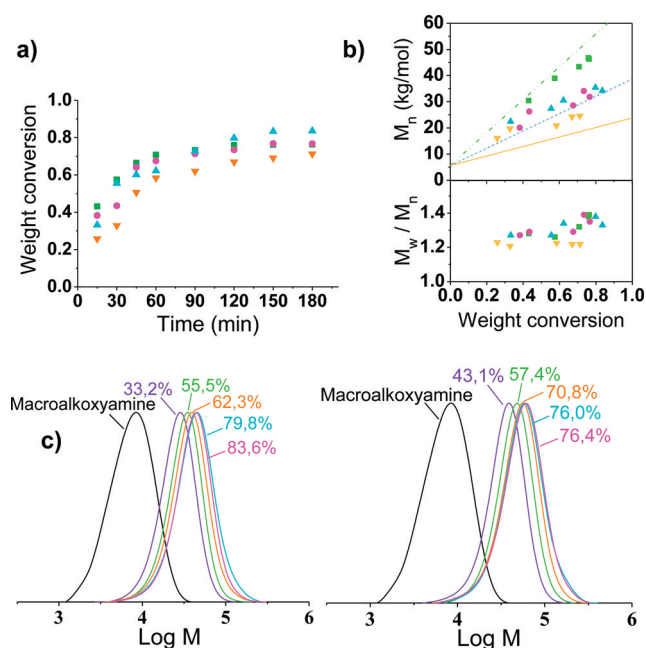 a)
Weight conversion
1.0
0.8
0.6
0.4
0.2
0.0
0 30 60 90 120 150 180
Time (min)
b)
Mn (kg/mol)
60
50
40
30
20
10
0
Mw / Mn
1.4
1.2
1.0
0.0 0.2 0.4 0.6 0.8 1.0
Weight conversion
c)
Macroalkoxyamine
33,2%
55,5%
62,3%
79,8%
83,6%
3 4 5 6
Log M
Macroalkoxyamine
43,1%
57,4%
70,8%
76,0%
76,4%
3 4 5 6
Log M